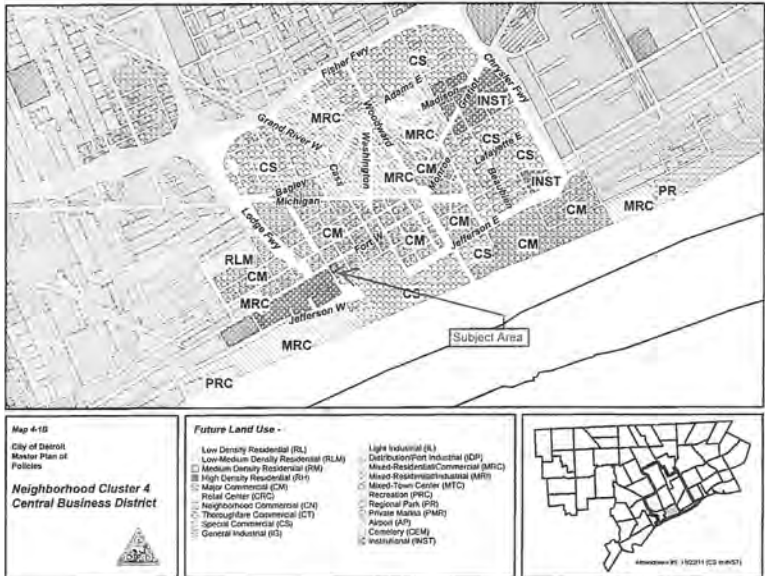 Fisher Fwy
CS
Chrysler Fwy
Adams E
Madison
Gratiot
INST
MRC
Woodward
Grand River W
Washington
MRC
CS
Lafayette E
CS
CS
Cass
MRC
CM
Monroe
Beaubien
INST
Bagley
Michigan
PR
MRC
CM
Lodge Fwy
CM
Fort W
CM
CM
Jefferson E
CS
CM
RLM
CM
MRC
CS
Jefferson W
MRC
Subject Area
PRC
Map 4-1B
City of Detroit
Master Plan of
Policies
Neighborhood Cluster 4
Central Business District
Future Land Use -
Low Density Residential (RL)
Low-Medium Density Residential (RLM)
Medium Density Residential (RM)
High Density Residential (RH)
Major Commercial (CM)
Retail Center (CRC)
Neighborhood Commercial (CN)
Thoroughfare Commercial (CT)
Special Commercial (CS)
General Industrial (IG)
Light Industrial (IL)
Distribution/Port Industrial (IDP)
Mixed-Residential/Commercial (MRC)
Mixed-Residential/Industrial (MRI)
Mixed-Town Center (MTC)
Recreation (PRC)
Regional Park (PR)
Private Marina (PMR)
Airport (AP)
Cemetery (CEM)
Institutional (INST)
(CS to INST)